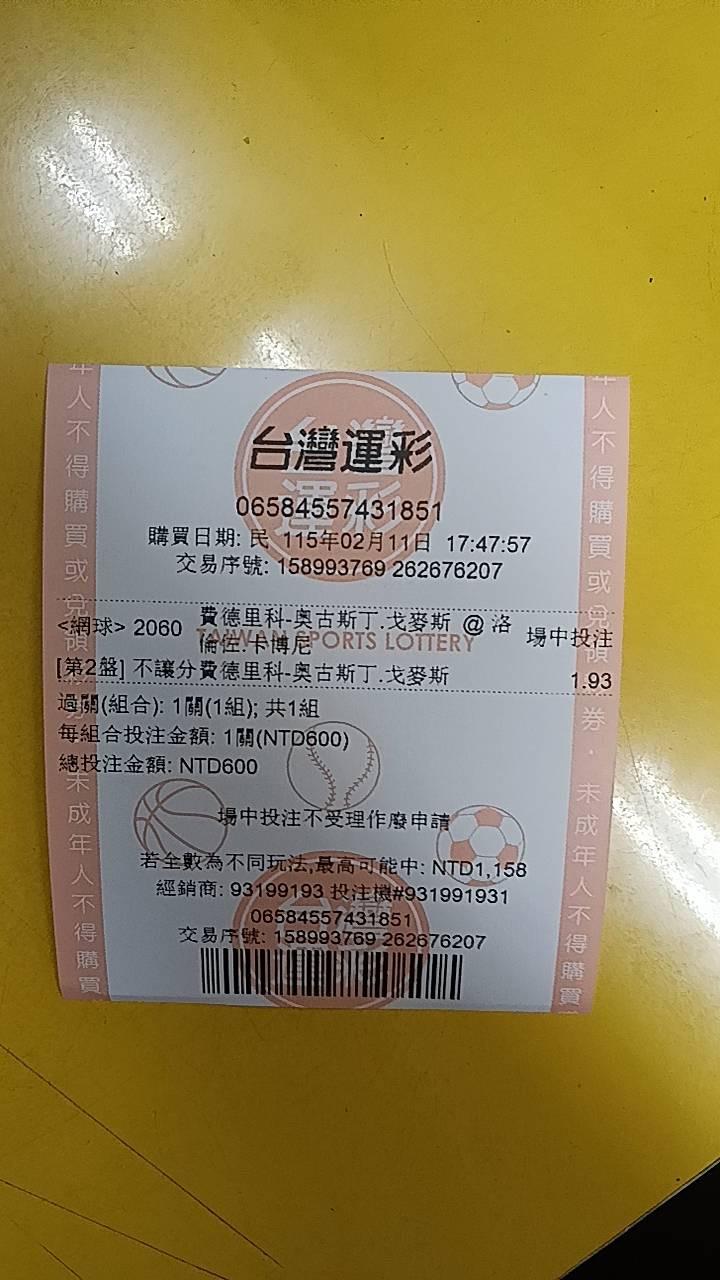 台灣運彩
06584557431851
購買日期: 民 115年02月11日 17:47:57
交易序號: 158993769 262676207
<網球> 2060 費德里科-奧古斯丁.戈麥斯 @ 洛倫佐.卡博尼 場中投注
TAIWAN SPORTS LOTTERY
[第2盤] 不讓分費德里科-奧古斯丁.戈麥斯 1.93
過關(組合): 1關(1組); 共1組
每組合投注金額: 1關(NTD600)
總投注金額: NTD600
場中投注不受理作廢申請
若全數為不同玩法,最高可能中: NTD1,158
經銷商: 93199193 投注機#931991931
06584557431851
交易序號: 158993769 262676207
年人不得購買或兌領
券．未成年人不得購買
人不得購買或兌領
未成年人不得購買